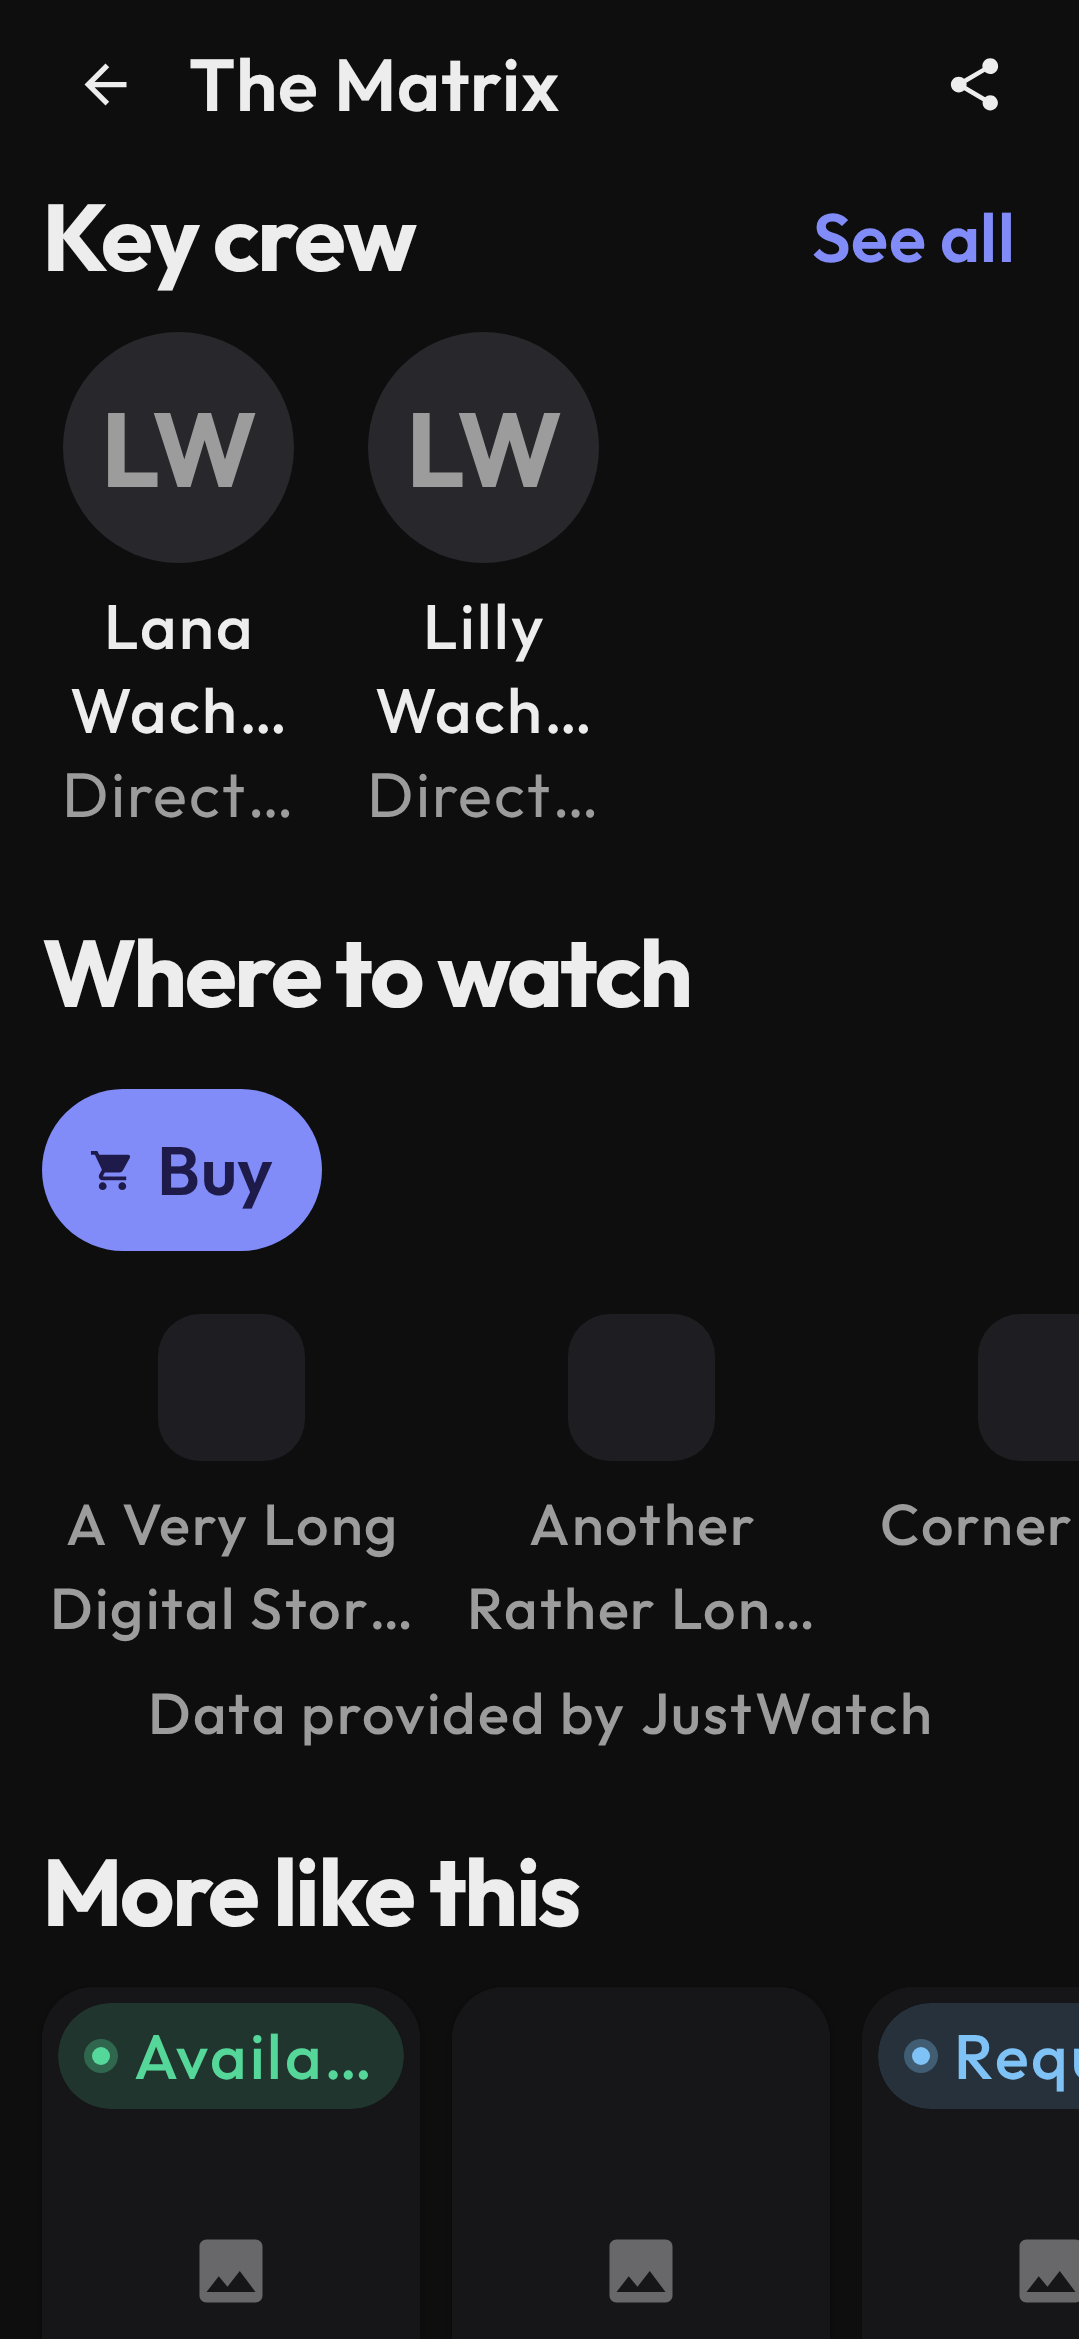 The Matrix
Key crew
See all
LW
LW
Lana
Wach...
Direct...
Lilly
Wach...
Direct...
Where to watch
Buy
A Very Long
Digital Stor...
Another
Rather Lon...
Corner
Data provided by JustWatch
More like this
Availa...
Requ